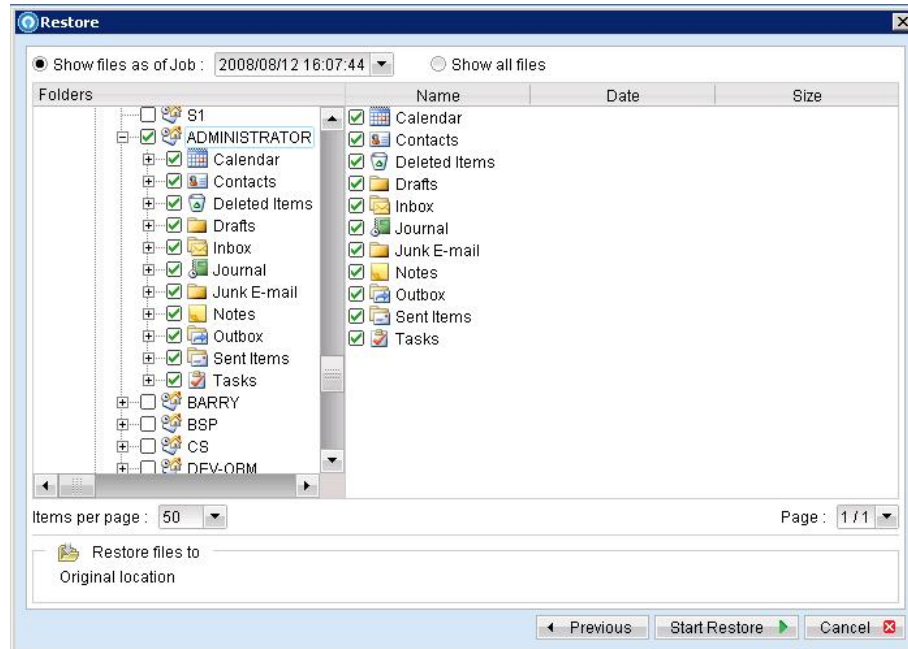 Restore
Show files as of Job : 2008/08/12 16:07:44 Show all files
Folders Name Date Size
S1
ADMINISTRATOR
Calendar
Contacts
Deleted Items
Drafts
Inbox
Journal
Junk E-mail
Notes
Outbox
Sent Items
Tasks
BARRY
BSP
CS
DEV-OBM
Calendar
Contacts
Deleted Items
Drafts
Inbox
Journal
Junk E-mail
Notes
Outbox
Sent Items
Tasks
Items per page : 50 Page : 1 / 1
Restore files to
Original location
Previous Start Restore Cancel